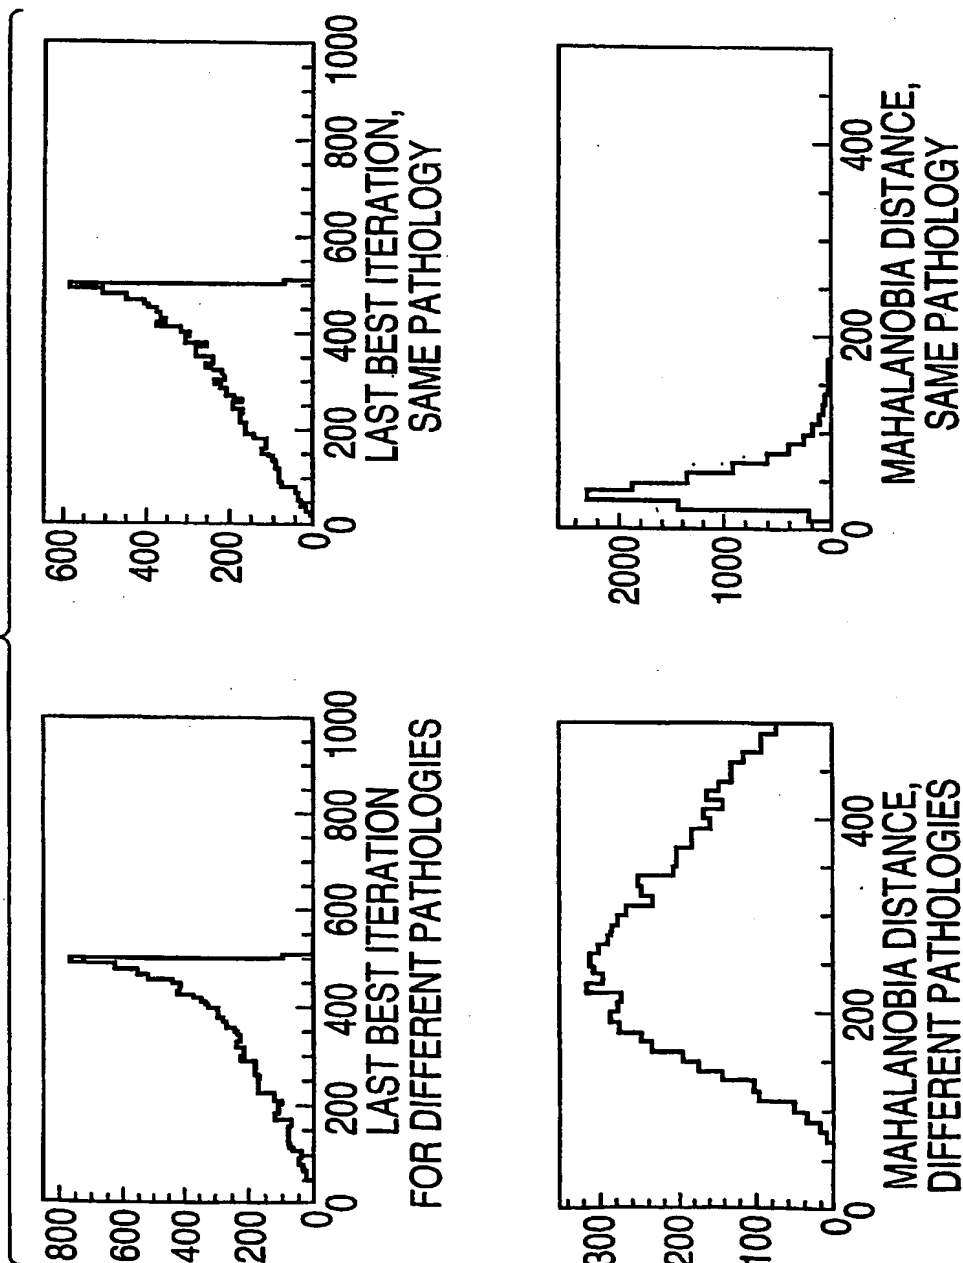 800
600
400
200
0
0 200 400 600 800 1000
LAST BEST ITERATION
FOR DIFFERENT PATHOLOGIES
600
400
200
0
0 200 400 600 800 1000
LAST BEST ITERATION,
SAME PATHOLOGY
300
200
100
0
0 200 400
MAHALANOBIA DISTANCE,
DIFFERENT PATHOLOGIES
2000
1000
0
0 200 400
MAHALANOBIA DISTANCE,
SAME PATHOLOGY